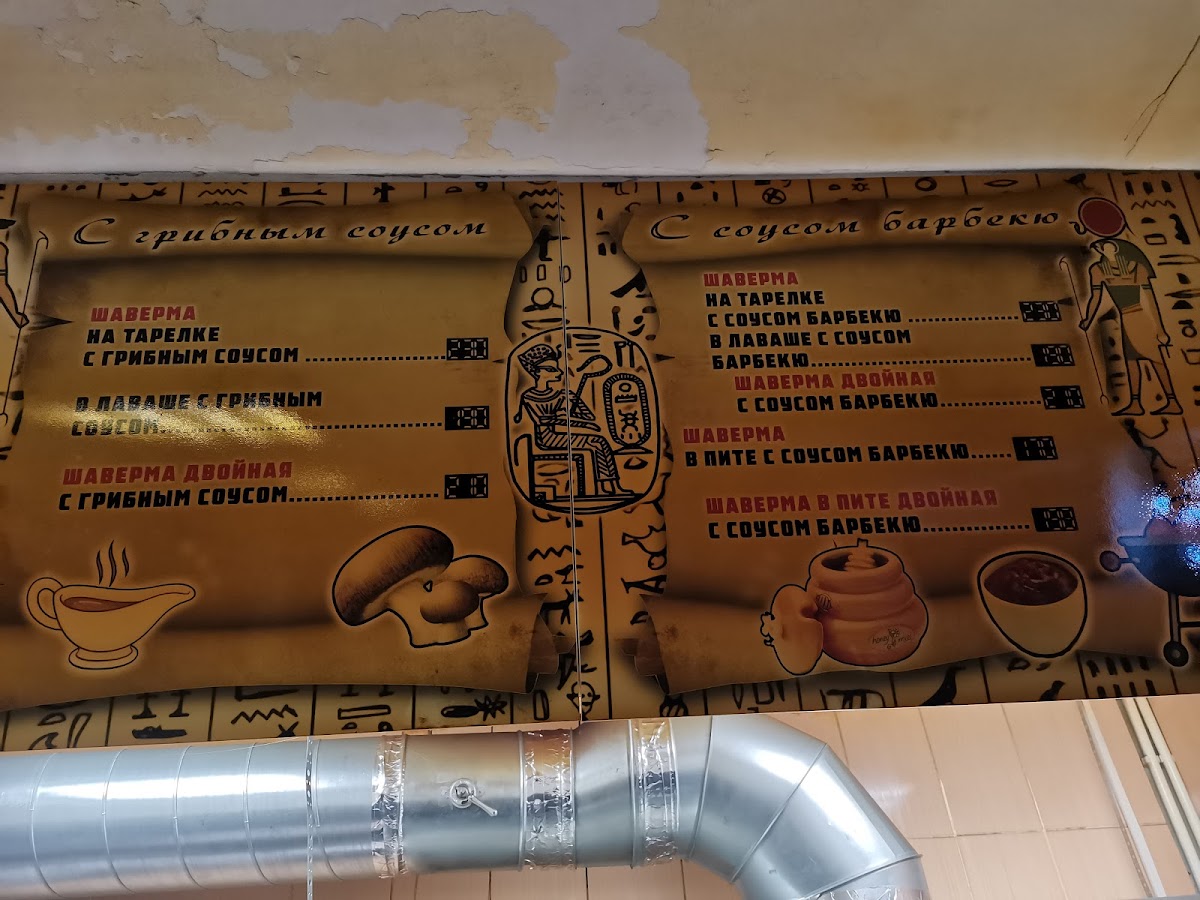 С грибным соусом
ШАВЕРМА
НА ТАРЕЛКЕ
С ГРИБНЫМ СОУСОМ
В ЛАВАШЕ С ГРИБНЫМ
СОУСОМ
ШАВЕРМА ДВОЙНАЯ
С ГРИБНЫМ СОУСОМ
С соусом барбекю
ШАВЕРМА
НА ТАРЕЛКЕ
С СОУСОМ БАРБЕКЮ
В ЛАВАШЕ С СОУСОМ
БАРБЕКЮ
ШАВЕРМА ДВОЙНАЯ
С СОУСОМ БАРБЕКЮ
ШАВЕРМА
В ПИТЕ С СОУСОМ БАРБЕКЮ
ШАВЕРМА В ПИТЕ ДВОЙНАЯ
С СОУСОМ БАРБЕКЮ